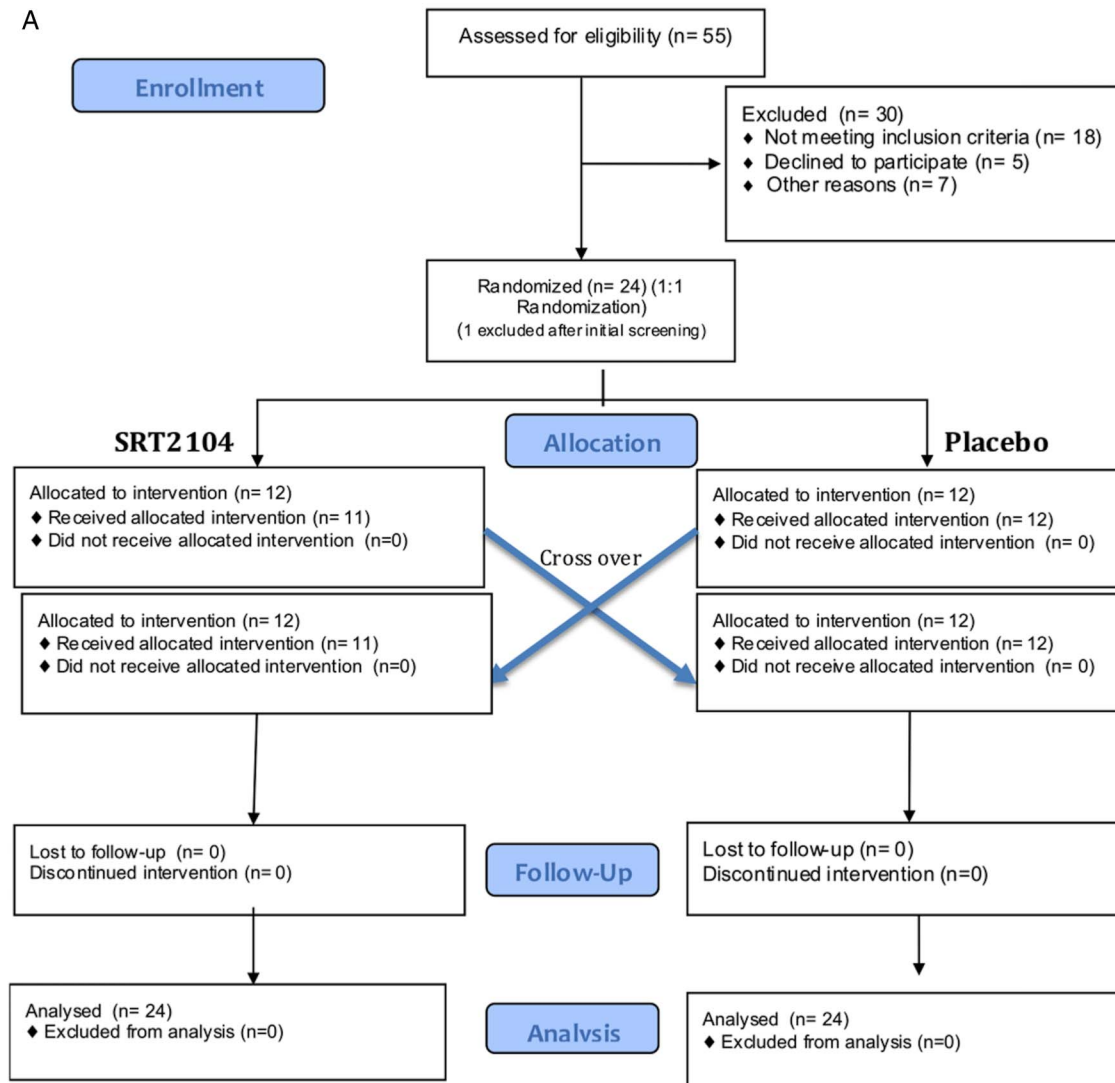 A
Assessed for eligibility (n= 55)
Enrollment
Excluded (n= 30)
♦ Not meeting inclusion criteria (n= 18)
♦ Declined to participate (n= 5)
♦ Other reasons (n= 7)
Randomized (n= 24) (1:1
Randomization)
(1 excluded after initial screening)
SRT2104
Allocation
Placebo
Allocated to intervention (n= 12)
♦ Received allocated intervention (n= 11)
♦ Did not receive allocated intervention (n=0)
Allocated to intervention (n= 12)
♦ Received allocated intervention (n= 12)
♦ Did not receive allocated intervention (n= 0)
Cross over
Allocated to intervention (n= 12)
♦ Received allocated intervention (n= 11)
♦ Did not receive allocated intervention (n=0)
Allocated to intervention (n= 12)
♦ Received allocated intervention (n= 12)
♦ Did not receive allocated intervention (n= 0)
Lost to follow-up (n= 0)
Discontinued intervention (n= 0)
Follow-Up
Lost to follow-up (n= 0)
Discontinued intervention (n=0)
Analysed (n= 24)
♦ Excluded from analysis (n=0)
Analysis
Analysed (n= 24)
♦ Excluded from analysis (n=0)